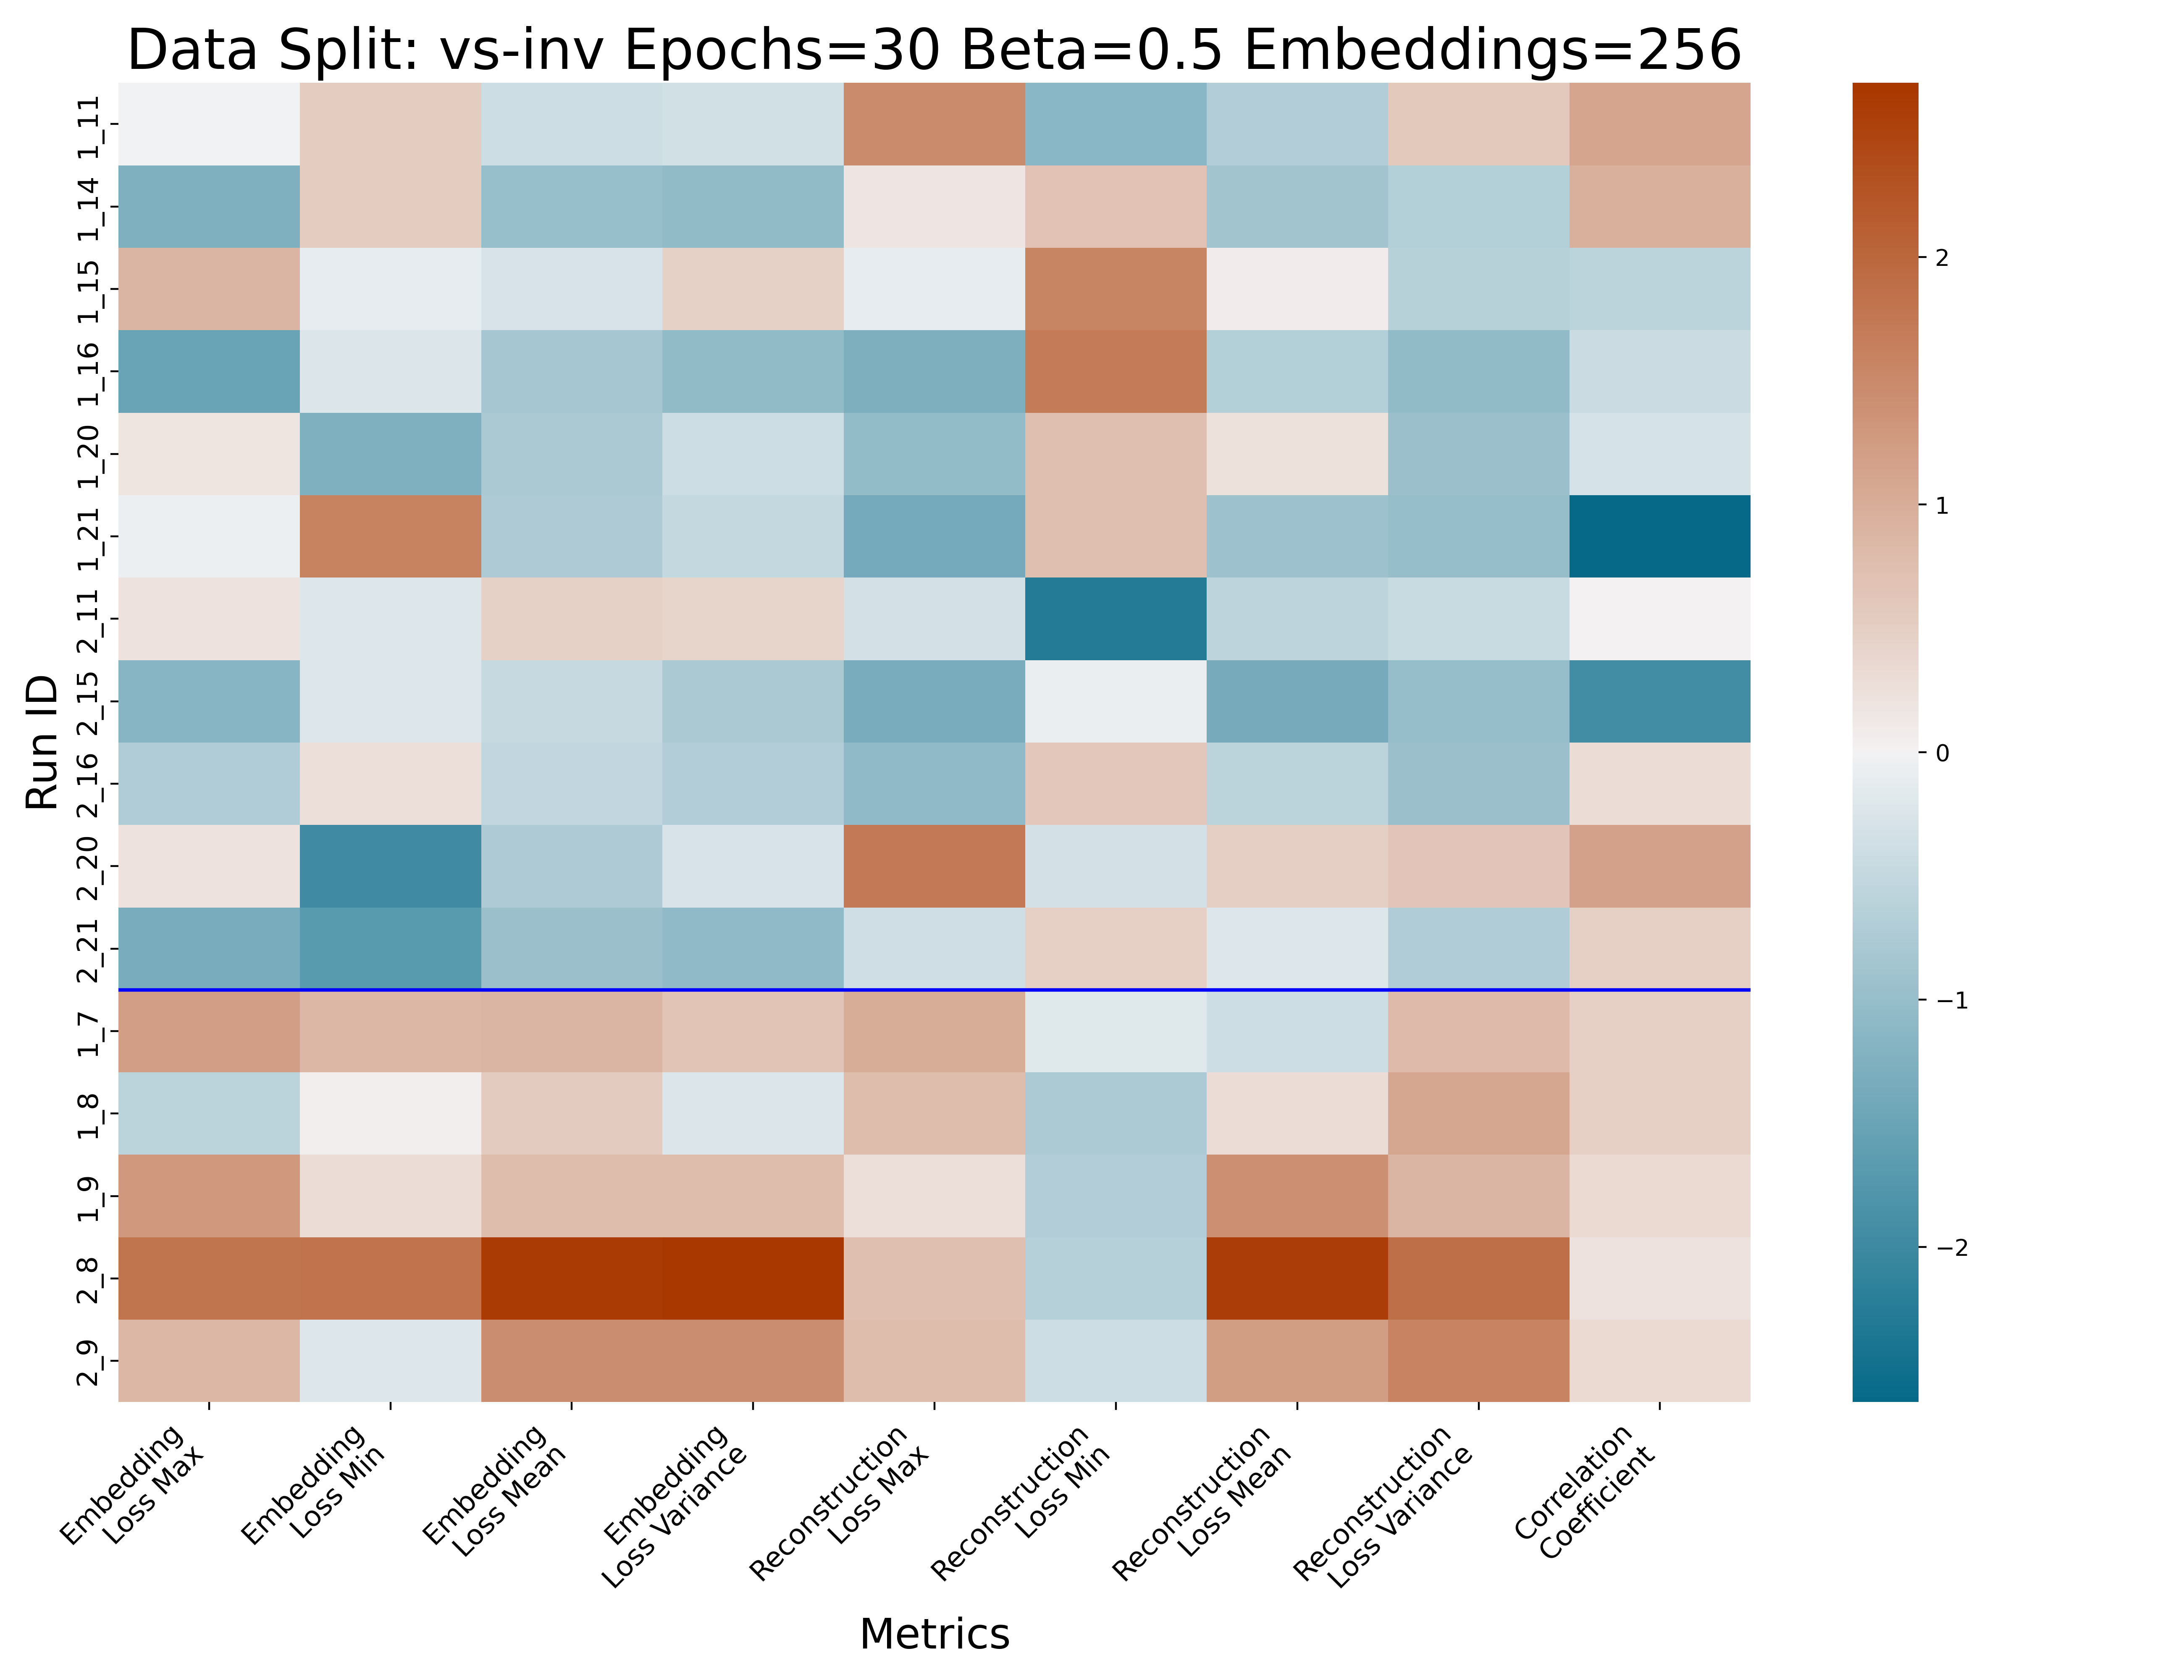 Data Split: vs-inv Epochs=30 Beta=0.5 Embeddings=256
Run ID
1_11
1_14
1_15
1_16
1_20
1_21
2_11
2_15
2_16
2_20
2_21
1_7
1_8
1_9
2_8
2_9
Embedding
Loss Max
Embedding
Loss Min
Embedding
Loss Mean
Embedding
Loss Variance
Reconstruction
Loss Max
Reconstruction
Loss Min
Reconstruction
Loss Mean
Reconstruction
Loss Variance
Correlation
Coefficient
Metrics
2
1
0
−1
−2